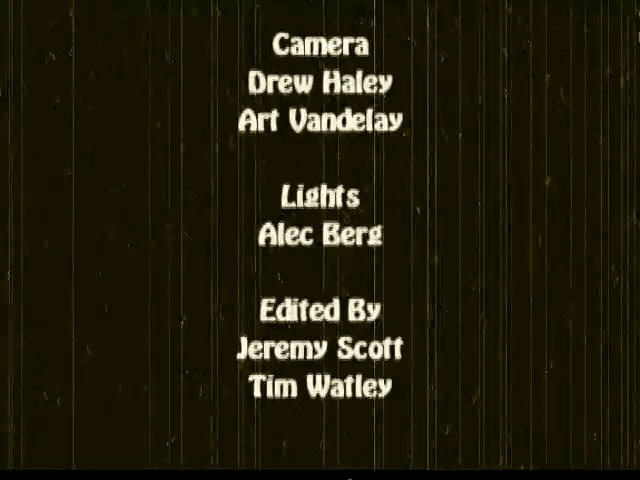 Camera
Drew Haley
Art Vandelay
Lights
Alec Berg
Edited By
Jeremy Scott
Tim Watley